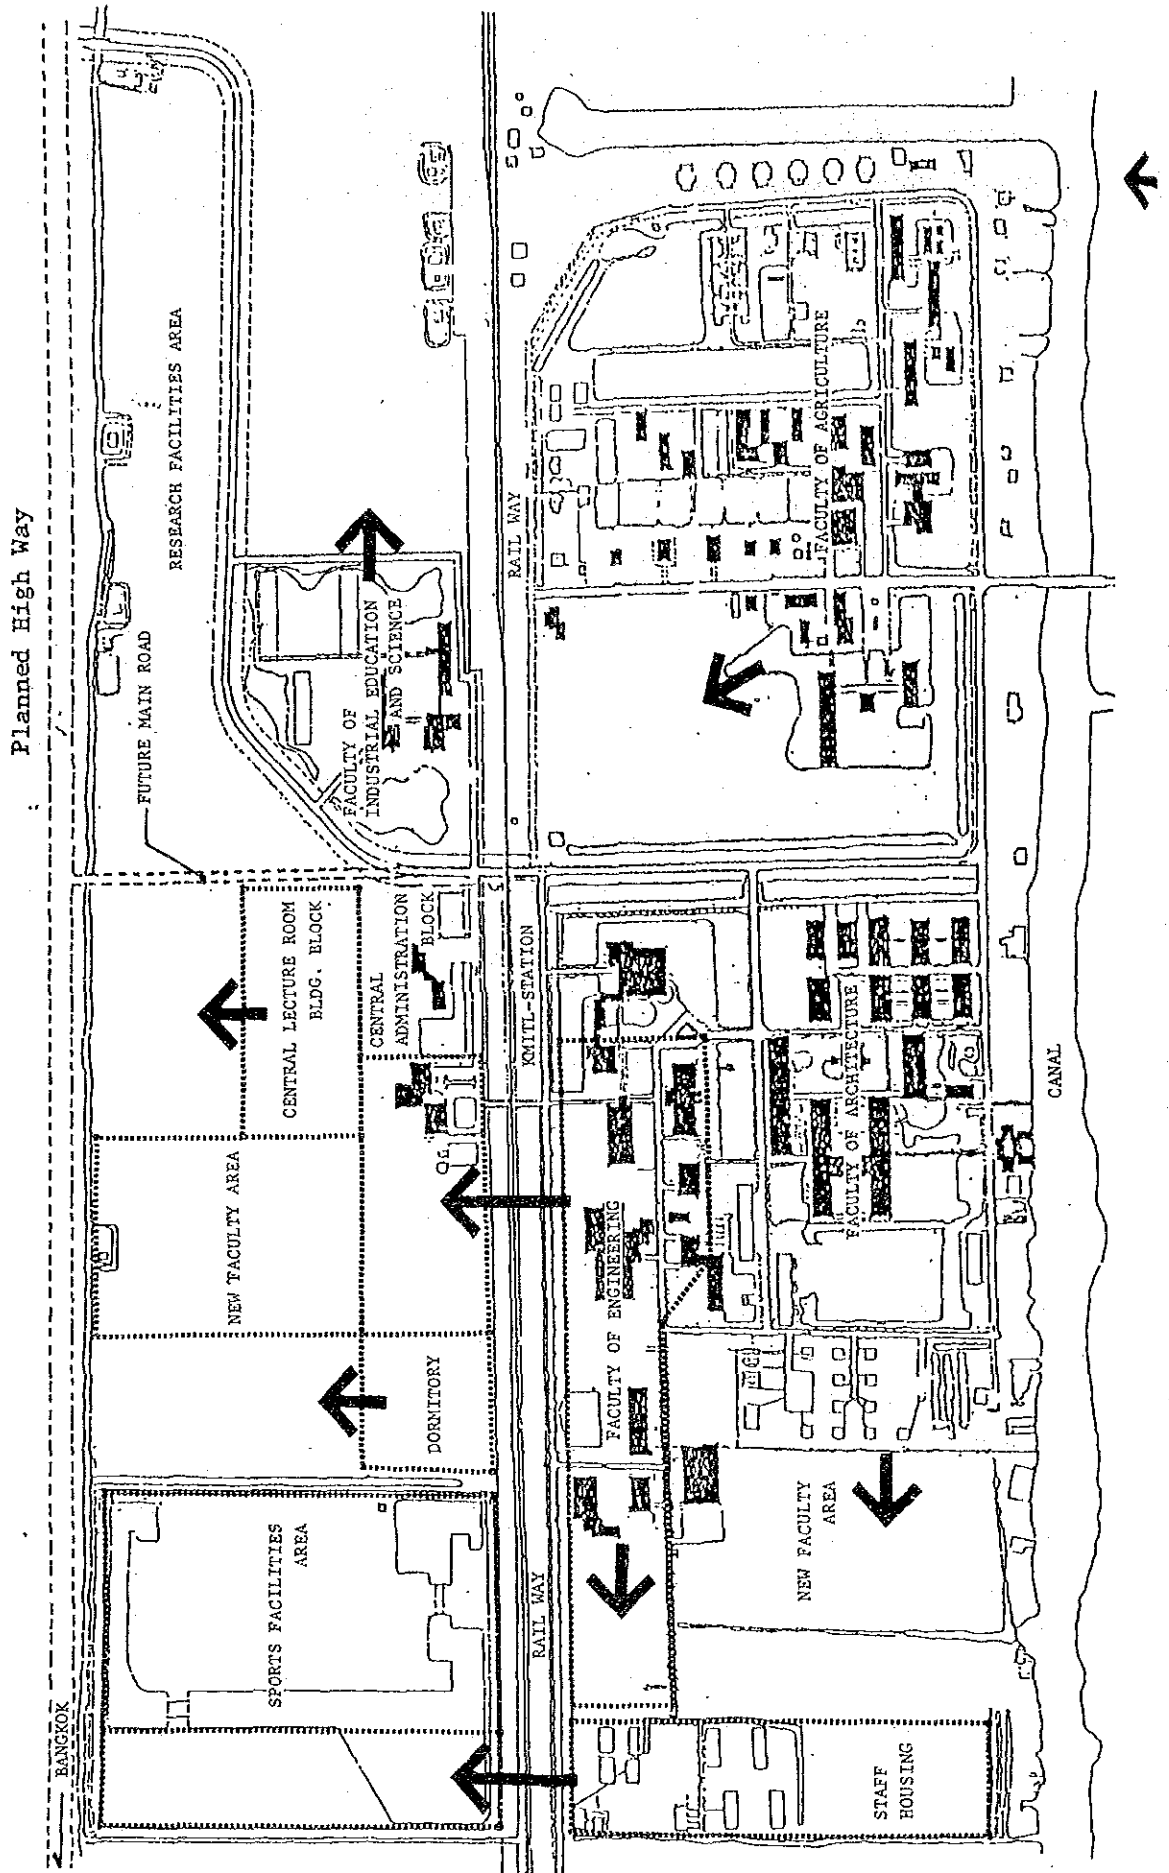 Planned High Way
BANGKOK
FUTURE MAIN ROAD
RESEARCH FACILITIES AREA
SPORTS FACILITIES
AREA
NEW FACULTY AREA
CENTRAL LECTURE ROOM
BLDG. BLOCK
FACULTY OF
INDUSTRIAL EDUCATION
AND SCIENCE
DORMITORY
CENTRAL
ADMINISTRATION
BLOCK
RAIL WAY
KMITL-STATION
RAIL WAY
FACULTY OF ENGINEERING
FACULTY OF AGRICULTURE
NEW FACULTY
AREA
FACULTY OF ARCHITECTURE
STAFF
HOUSING
CANAL